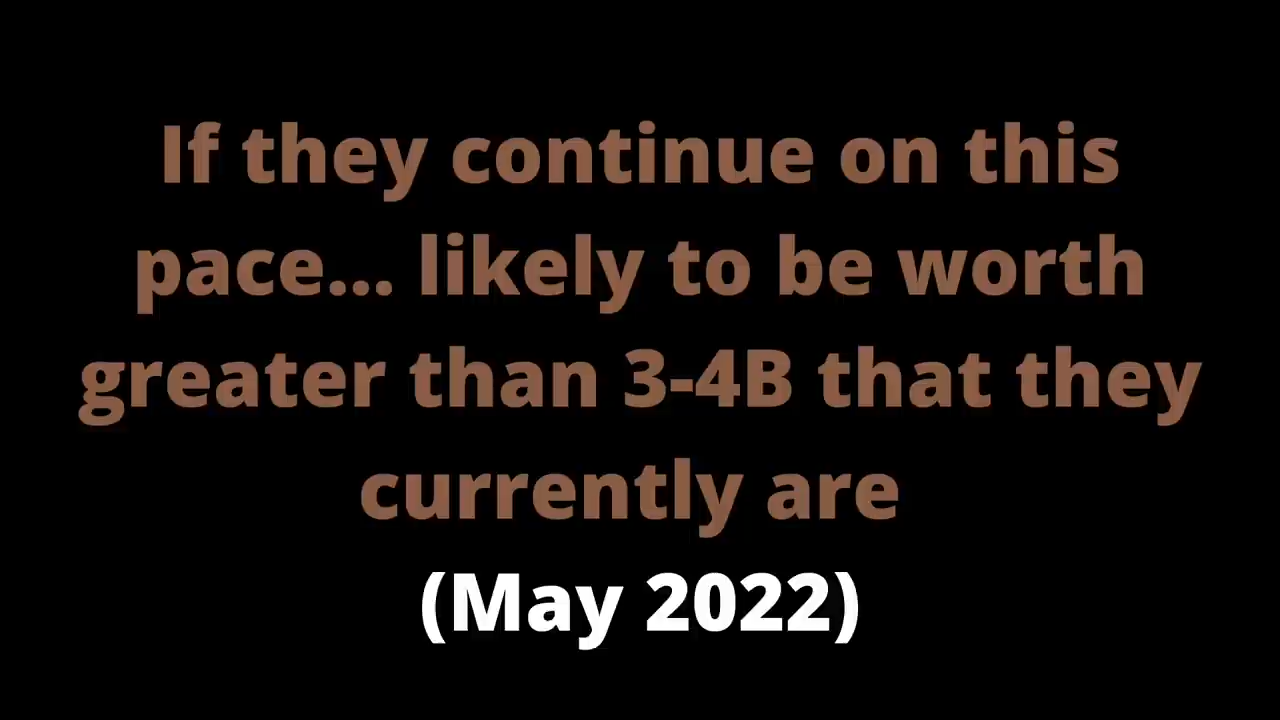 If they continue on this
pace... likely to be worth
greater than 3-4B that they
currently are
(May 2022)